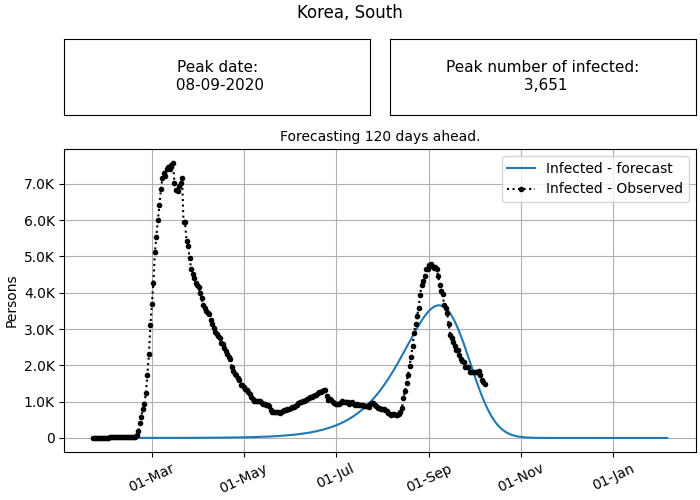 Korea, South
Peak date:
08-09-2020
Peak number of infected:
3,651
Forecasting 120 days ahead.
Infected - forecast
Infected - Observed
7.0K
6.0K
5.0K
4.0K
3.0K
2.0K
1.0K
0
Persons
01-Mar
01-May
01-Jul
01-Sep
01-Nov
01-Jan